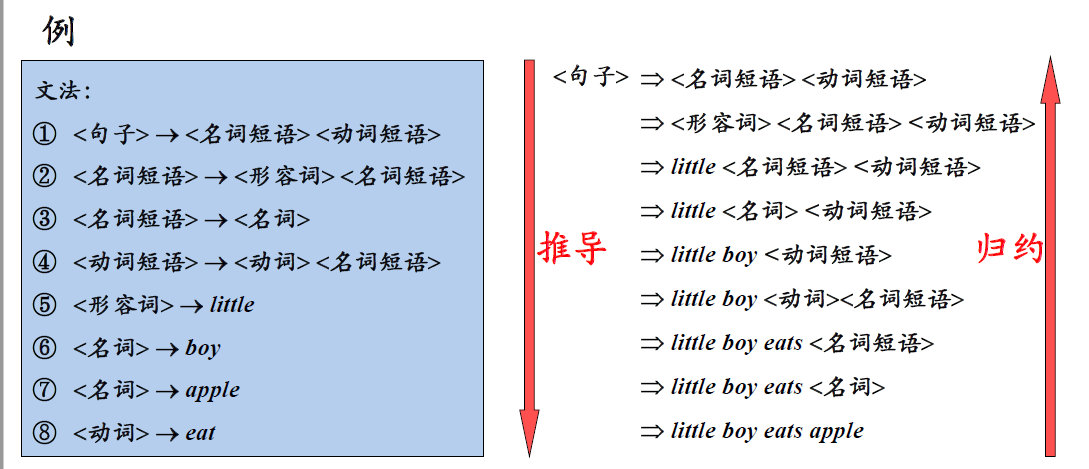 例
文法：
① <句子> → <名词短语> <动词短语>
② <名词短语> → <形容词> <名词短语>
③ <名词短语> → <名词>
④ <动词短语> → <动词> <名词短语>
⑤ <形容词> → little
⑥ <名词> → boy
⑦ <名词> → apple
⑧ <动词> → eat
推导
<句子> ⇒ <名词短语> <动词短语>
⇒ <形容词> <名词短语> <动词短语>
⇒ little <名词短语> <动词短语>
⇒ little <名词> <动词短语>
⇒ little boy <动词短语>
⇒ little boy <动词><名词短语>
⇒ little boy eats <名词短语>
⇒ little boy eats <名词>
⇒ little boy eats apple
归约